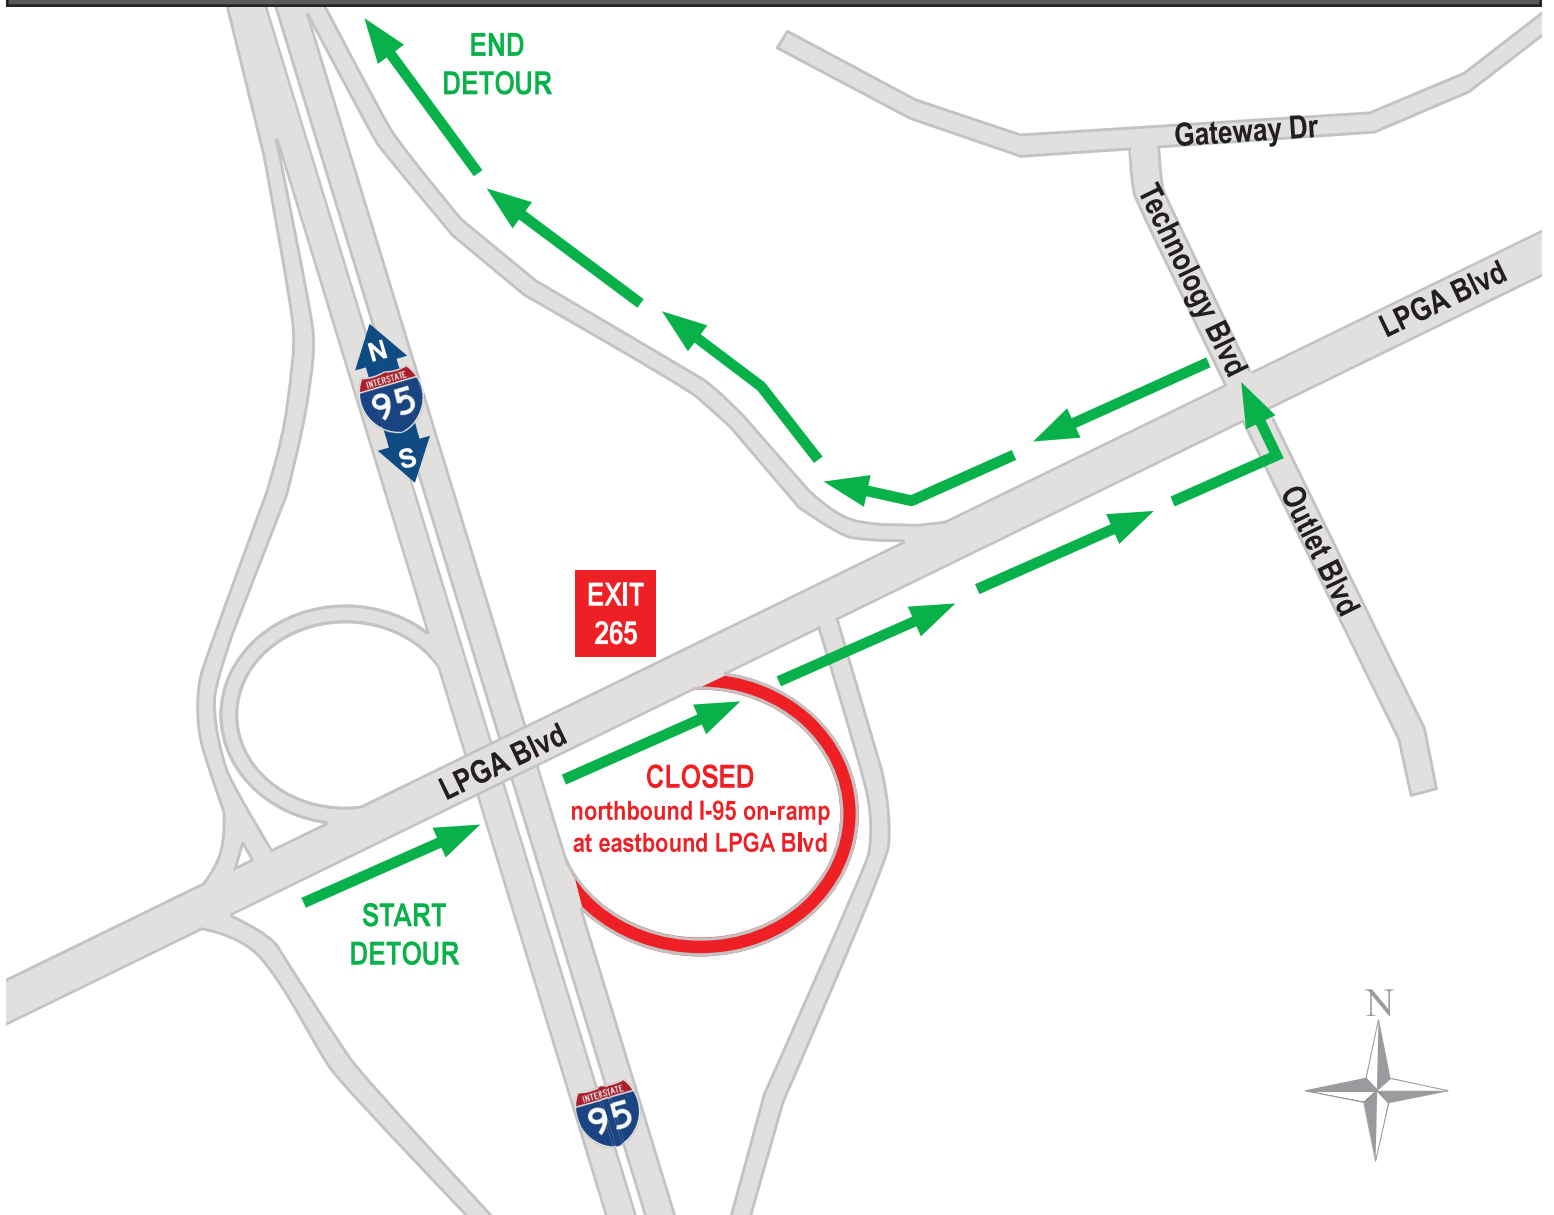 END
DETOUR
Gateway Dr
Technology Blvd
LPGA Blvd
N
INTERSTATE
95
S
Outlet Blvd
EXIT
265
LPGA Blvd
CLOSED
northbound I-95 on-ramp
at eastbound LPGA Blvd
START
DETOUR
N
INTERSTATE
95